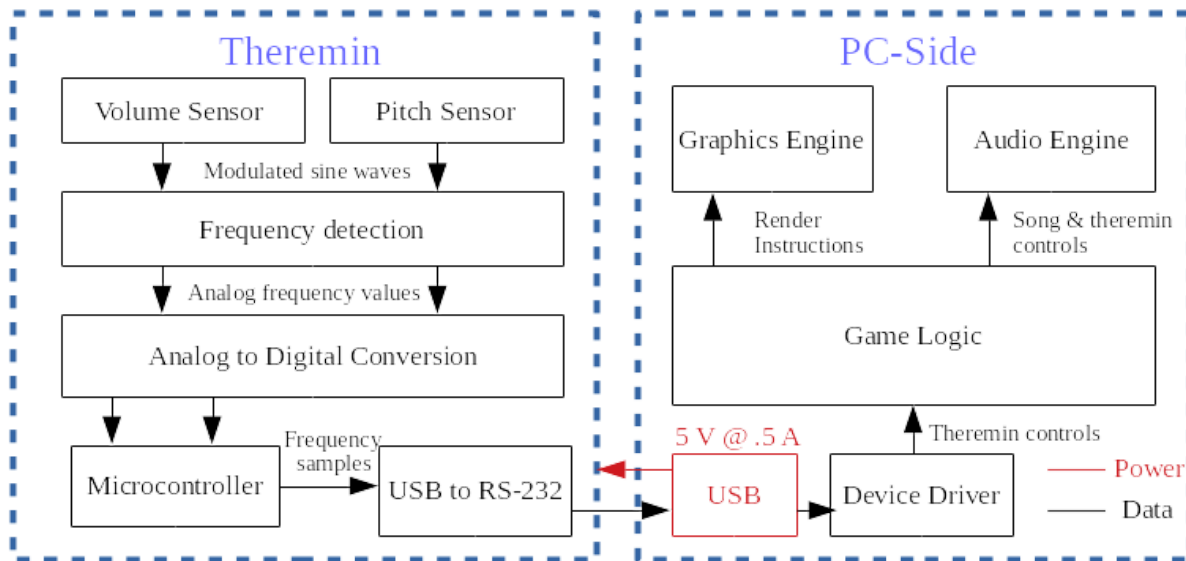 Theremin
Volume Sensor
Pitch Sensor
Modulated sine waves
Frequency detection
Analog frequency values
Analog to Digital Conversion
Frequency
samples
Microcontroller
USB to RS-232
PC-Side
Graphics Engine
Audio Engine
Render
Instructions
Song & theremin
controls
Game Logic
Theremin controls
5 V @ .5 A
USB
Device Driver
Power
Data